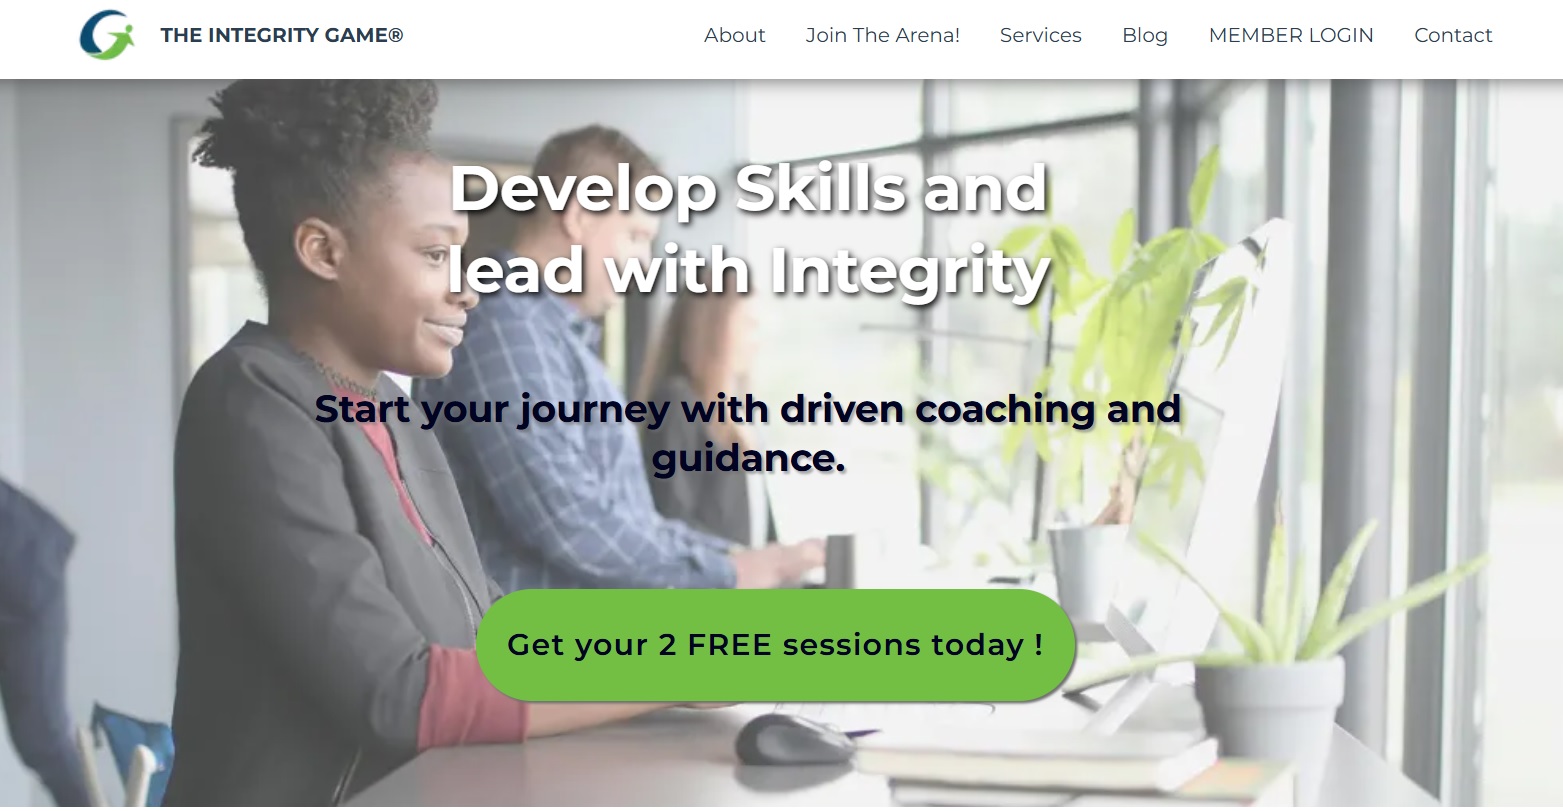 THE INTEGRITY GAME®
About
Join The Arena!
Services
Blog
MEMBER LOGIN
Contact
Develop Skills and
lead with Integrity
Start your journey with driven coaching and
guidance.
Get your 2 FREE sessions today !